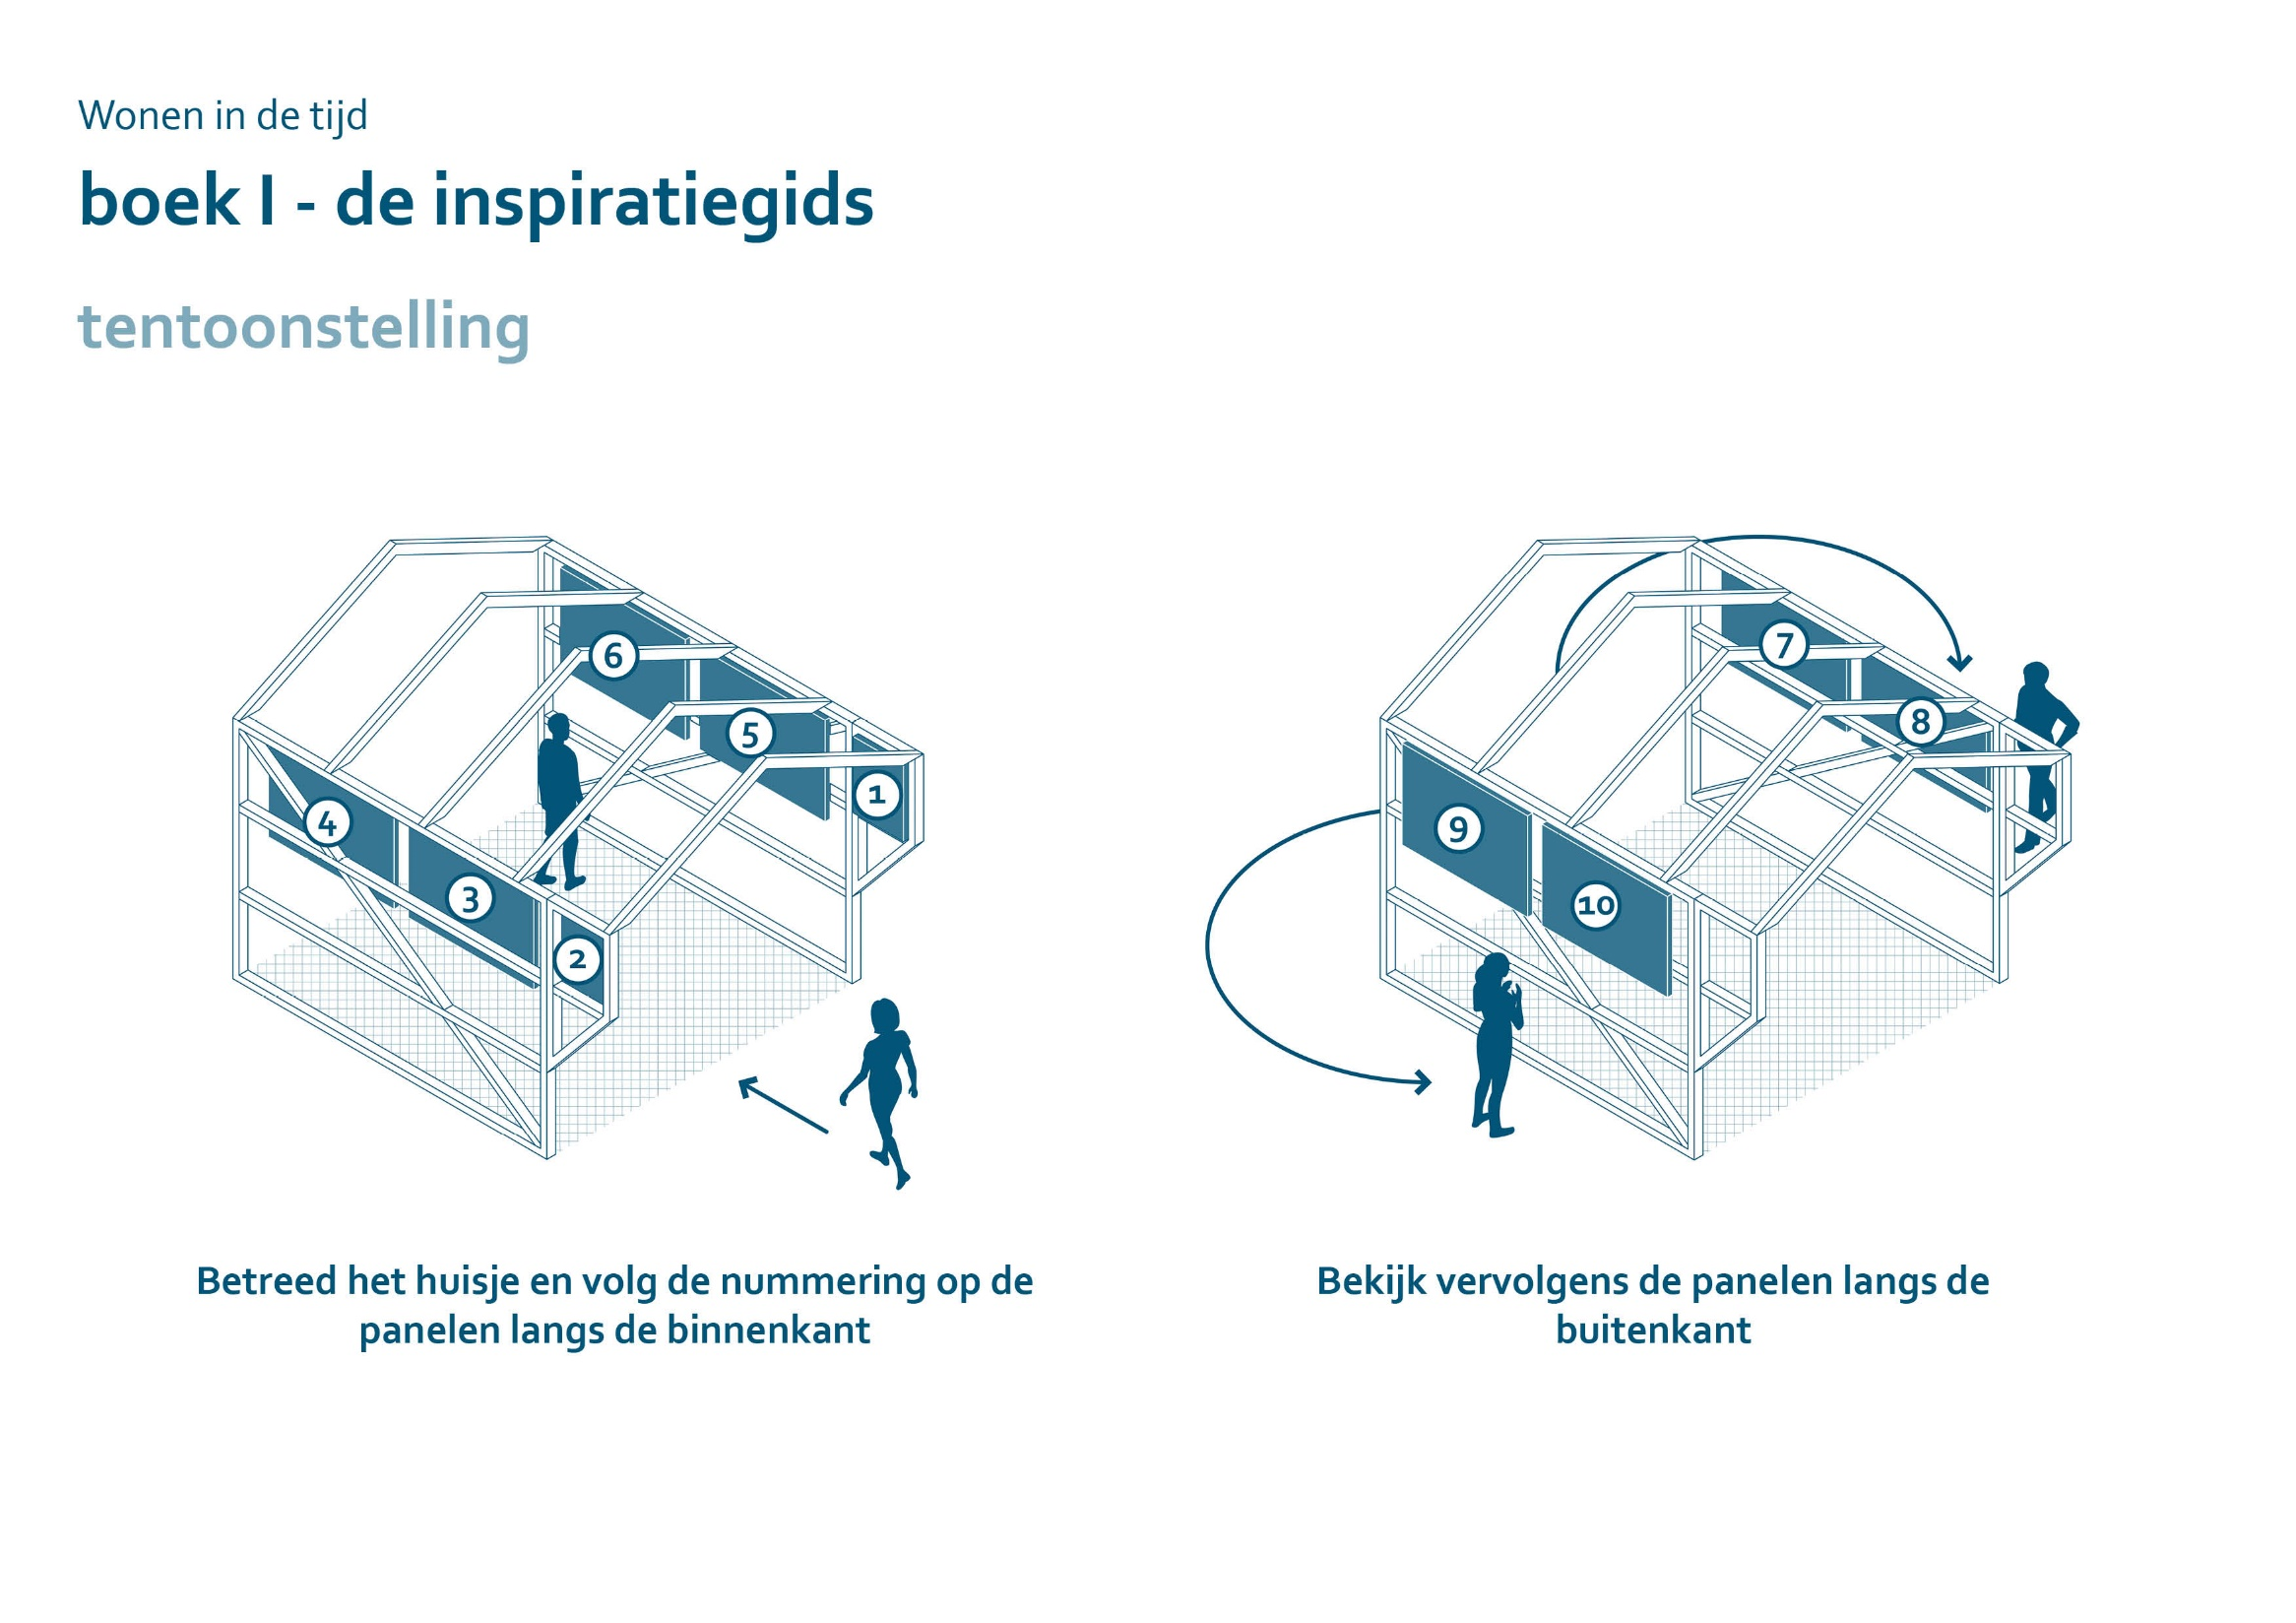 Wonen in de tijd
boek I - de inspiratiegids
tentoonstelling
6
5
1
4
3
2
Betreed het huisje en volg de nummering op de
panelen langs de binnenkant
7
8
9
10
Bekijk vervolgens de panelen langs de
buitenkant